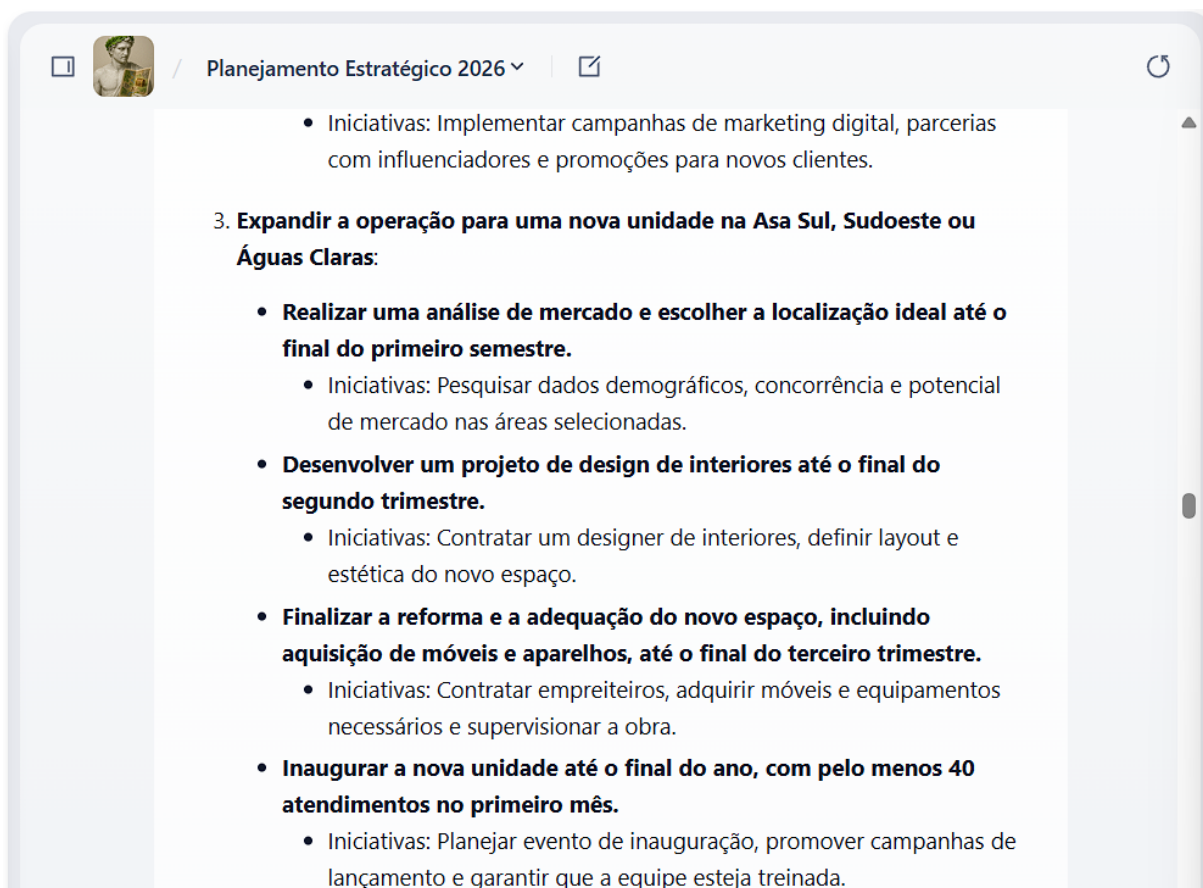 Planejamento Estratégico 2026
• Iniciativas: Implementar campanhas de marketing digital, parcerias
com influenciadores e promoções para novos clientes.
3. Expandir a operação para uma nova unidade na Asa Sul, Sudoeste ou
Águas Claras:
• Realizar uma análise de mercado e escolher a localização ideal até o
final do primeiro semestre.
• Iniciativas: Pesquisar dados demográficos, concorrência e potencial
de mercado nas áreas selecionadas.
• Desenvolver um projeto de design de interiores até o final do
segundo trimestre.
• Iniciativas: Contratar um designer de interiores, definir layout e
estética do novo espaço.
• Finalizar a reforma e a adequação do novo espaço, incluindo
aquisição de móveis e aparelhos, até o final do terceiro trimestre.
• Iniciativas: Contratar empreiteiros, adquirir móveis e equipamentos
necessários e supervisionar a obra.
• Inaugurar a nova unidade até o final do ano, com pelo menos 40
atendimentos no primeiro mês.
• Iniciativas: Planejar evento de inauguração, promover campanhas de
lançamento e garantir que a equipe esteja treinada.